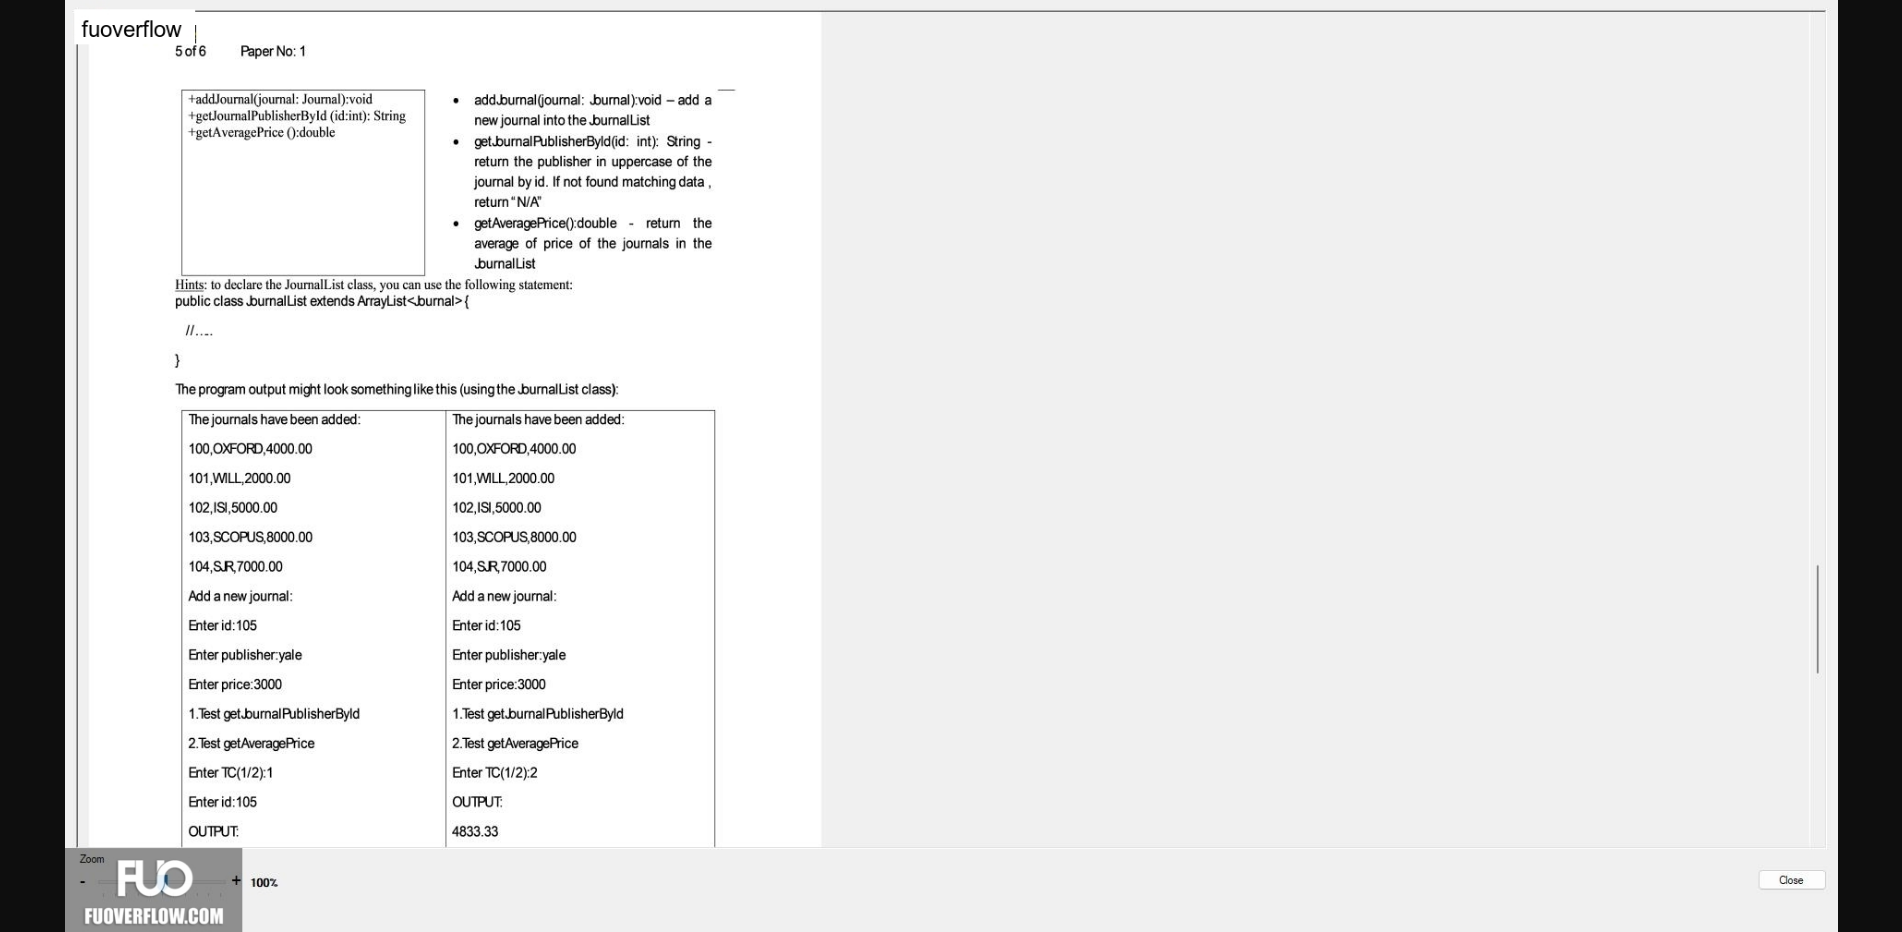 fuoverflow
5 of 6 Paper No: 1
+addJournal(journal: Journal):void
+getJournalPublisherById (id:int): String
+getAveragePrice ():double
• addJournal(journal: Journal):void – add a
new journal into the JournalList
• getJournalPublisherById(id: int): String -
return the publisher in uppercase of the
journal by id. If not found matching data ,
return “N/A”
• getAveragePrice():double - return the
average of price of the journals in the
JournalList
Hints: to declare the JournalList class, you can use the following statement:
public class JournalList extends ArrayList<Journal> {
//…..
}
The program output might look something like this (using the JournalList class):
The journals have been added:
100,OXFORD,4000.00
101,WILL,2000.00
102,ISI,5000.00
103,SCOPUS,8000.00
104,SJR,7000.00
Add a new journal:
Enter id:105
Enter publisher:yale
Enter price:3000
1.Test getJournalPublisherById
2.Test getAveragePrice
Enter TC(1/2):1
Enter id:105
OUTPUT:
The journals have been added:
100,OXFORD,4000.00
101,WILL,2000.00
102,ISI,5000.00
103,SCOPUS,8000.00
104,SJR,7000.00
Add a new journal:
Enter id:105
Enter publisher:yale
Enter price:3000
1.Test getJournalPublisherById
2.Test getAveragePrice
Enter TC(1/2):2
OUTPUT:
4833.33
Zoom
- + 100%
Close
FUO
FUOVERFLOW.COM